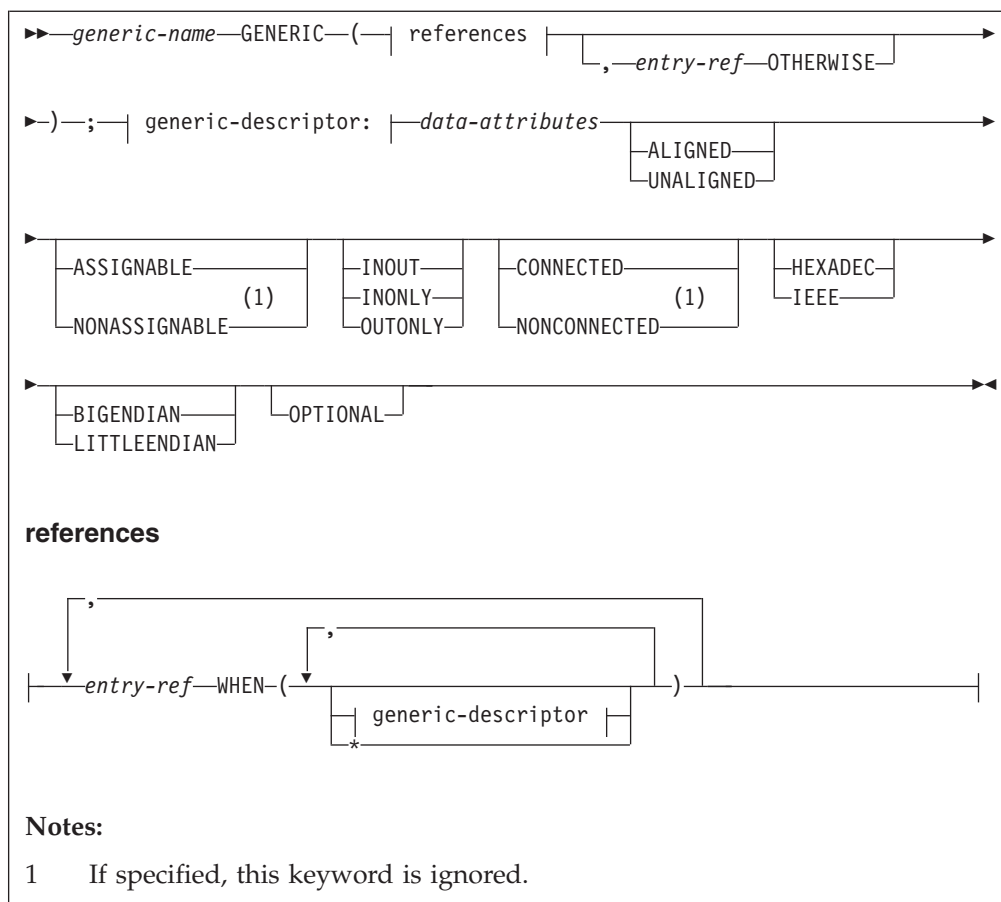 generic-name GENERIC ( references
, entry-ref OTHERWISE
) ; generic-descriptor: data-attributes
ALIGNED
UNALIGNED
ASSIGNABLE INOUT CONNECTED HEXADEC
(1) INONLY (1) IEEE
NONASSIGNABLE OUTONLY NONCONNECTED
BIGENDIAN OPTIONAL
LITTLEENDIAN
references
,
,
entry-ref WHEN ( )
generic-descriptor
*
Notes:
1 If specified, this keyword is ignored.